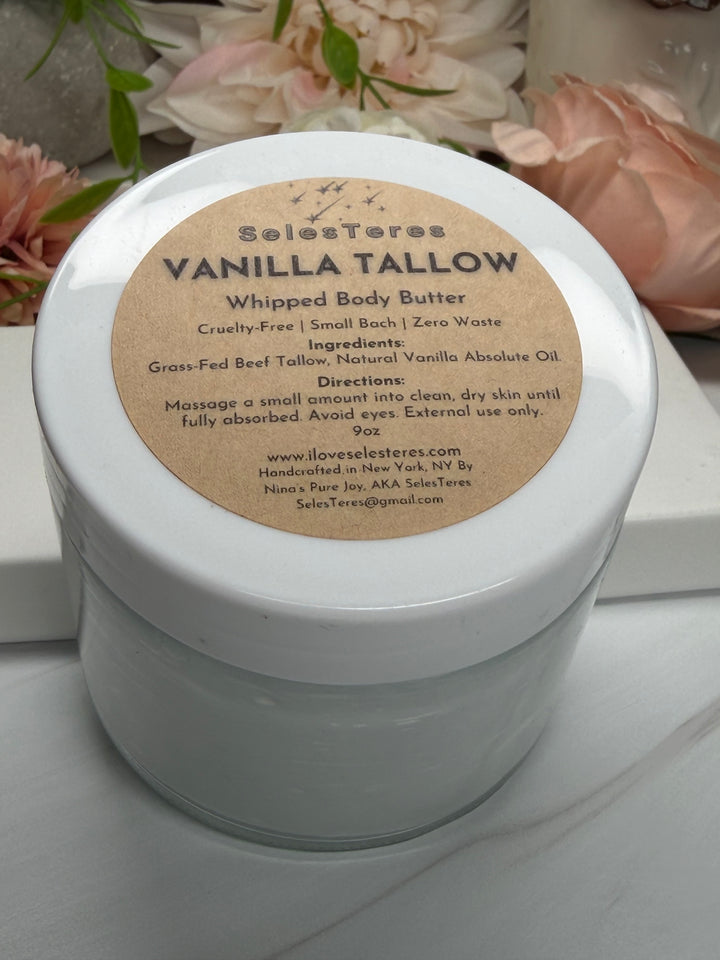 SelesTeres
VANILLA TALLOW
Whipped Body Butter
Cruelty-Free | Small Bach | Zero Waste
Ingredients:
Grass-Fed Beef Tallow, Natural Vanilla Absolute Oil.
Directions:
Massage a small amount into clean, dry skin until
fully absorbed. Avoid eyes. External use only.
9oz
www.iloveselesteres.com
Handcrafted in New York, NY By
Nina's Pure Joy, AKA SelesTeres
SelesTeres@gmail.com